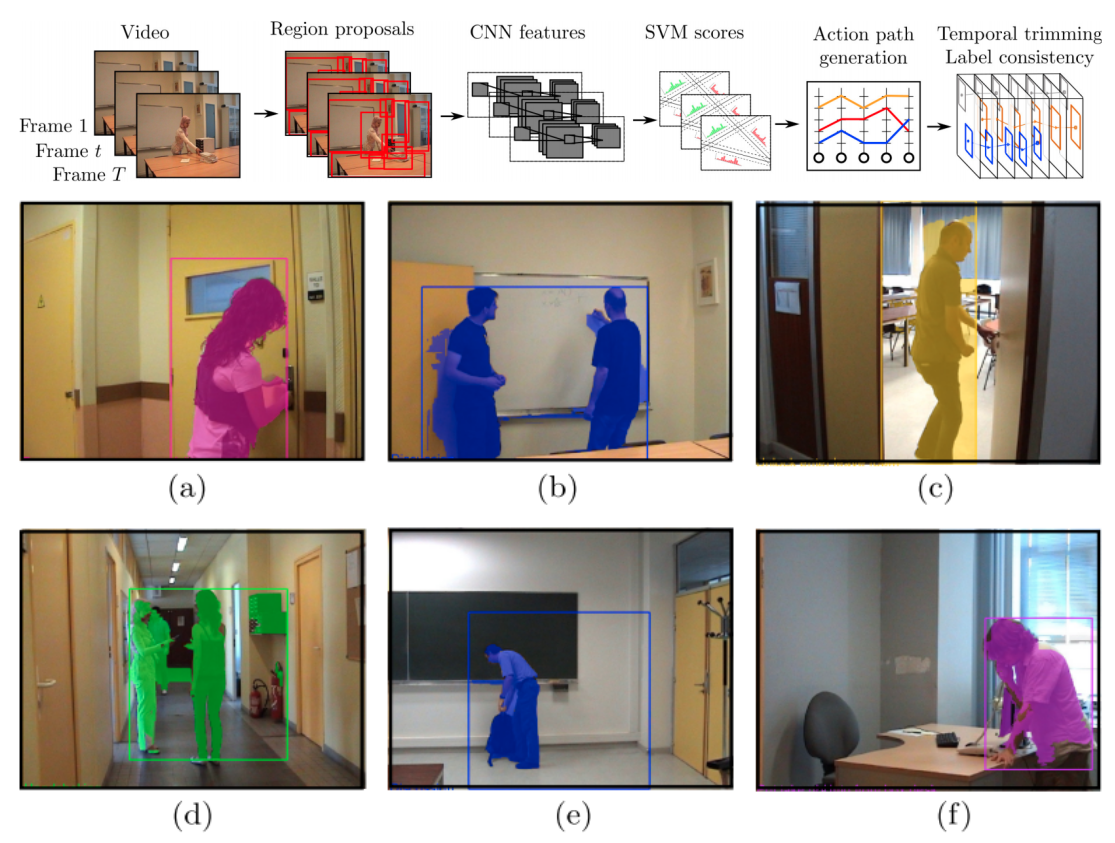 Video
Region proposals
CNN features
SVM scores
Action path
generation
Temporal trimming
Label consistency
Frame 1
Frame t
Frame T
(a)
(b)
(c)
(d)
(e)
(f)